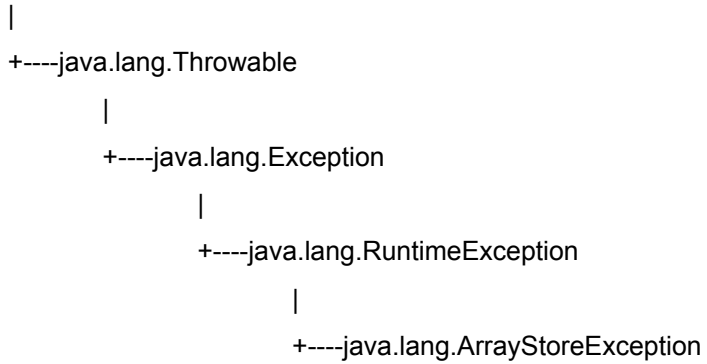 |
+----java.lang.Throwable
|
+----java.lang.Exception
|
+----java.lang.RuntimeException
|
+----java.lang.ArrayStoreException